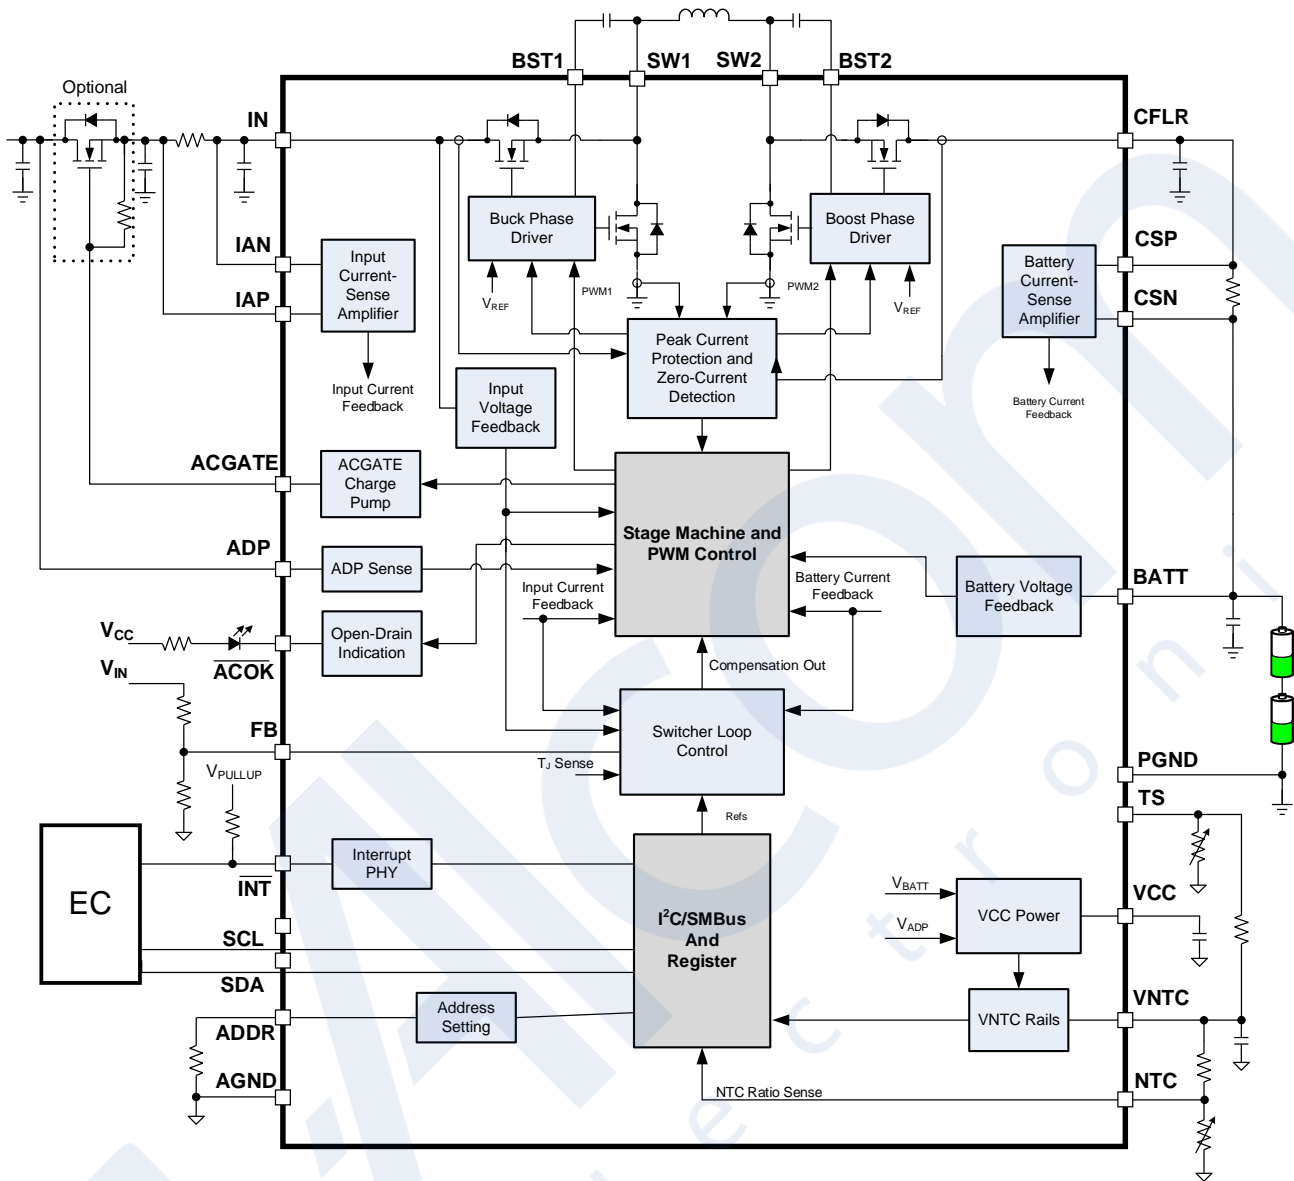 BST1
SW1
SW2
BST2
Optional
IN
CFLR
Buck Phase
Driver
Boost Phase
Driver
IAN
IAP
Input
Current-
Sense
Amplifier
CSP
CSN
Battery
Current-
Sense
Amplifier
VREF
PWM1
PWM2
VREF
Peak Current
Protection and
Zero-Current
Detection
Input Current
Feedback
Input
Voltage
Feedback
Battery Current
Feedback
ACGATE
ACGATE
Charge
Pump
Stage Machine and
PWM Control
ADP
ADP Sense
Input Current
Feedback
Battery Current
Feedback
Battery Voltage
Feedback
BATT
VCC
ACOK
Open-Drain
Indication
VIN
Compensation Out
FB
Switcher Loop
Control
TJ Sense
PGND
VPULLUP
Refs
TS
EC
INT
Interrupt
PHY
I2C/SMBus
And
Register
VBATT
VADP
VCC Power
VCC
SCL
SDA
ADDR
Address
Setting
VNTC Rails
VNTC
AGND
NTC Ratio Sense
NTC
Alcom
electroni